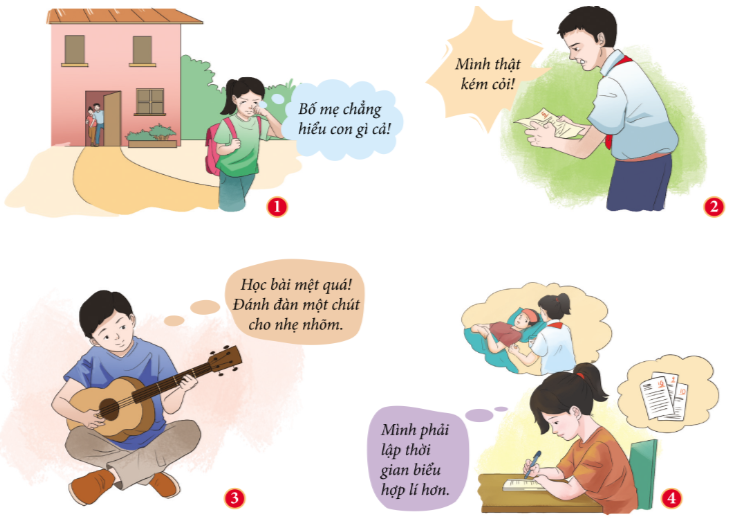 Bố mẹ chẳng
hiểu con gì cả!
1
Mình thật
kém cỏi!
2
Học bài mệt quá!
Đánh đàn một chút
cho nhẹ nhõm.
3
Mình phải
lập thời
gian biểu
hợp lí hơn.
4